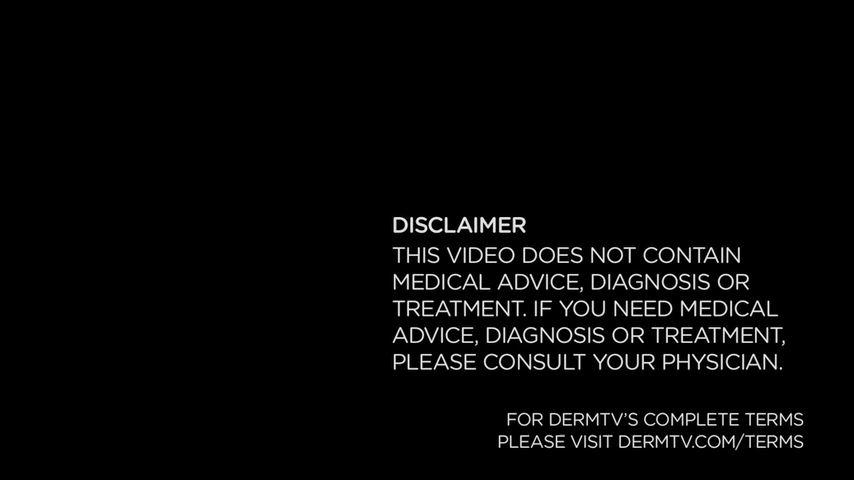 DISCLAIMER
THIS VIDEO DOES NOT CONTAIN
MEDICAL ADVICE, DIAGNOSIS OR
TREATMENT. IF YOU NEED MEDICAL
ADVICE, DIAGNOSIS OR TREATMENT,
PLEASE CONSULT YOUR PHYSICIAN.
FOR DERMTV'S COMPLETE TERMS
PLEASE VISIT DERMTV.COM/TERMS